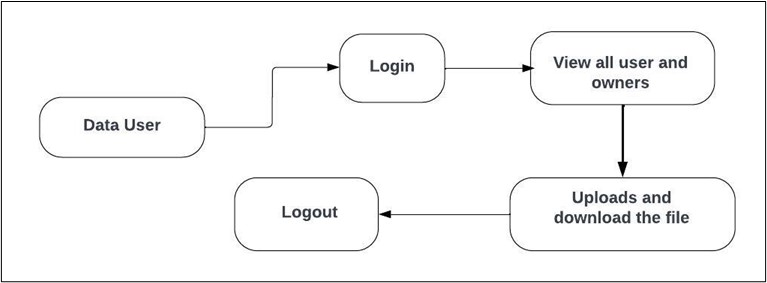 Login
View all user and
owners
Data User
Uploads and
download the file
Logout